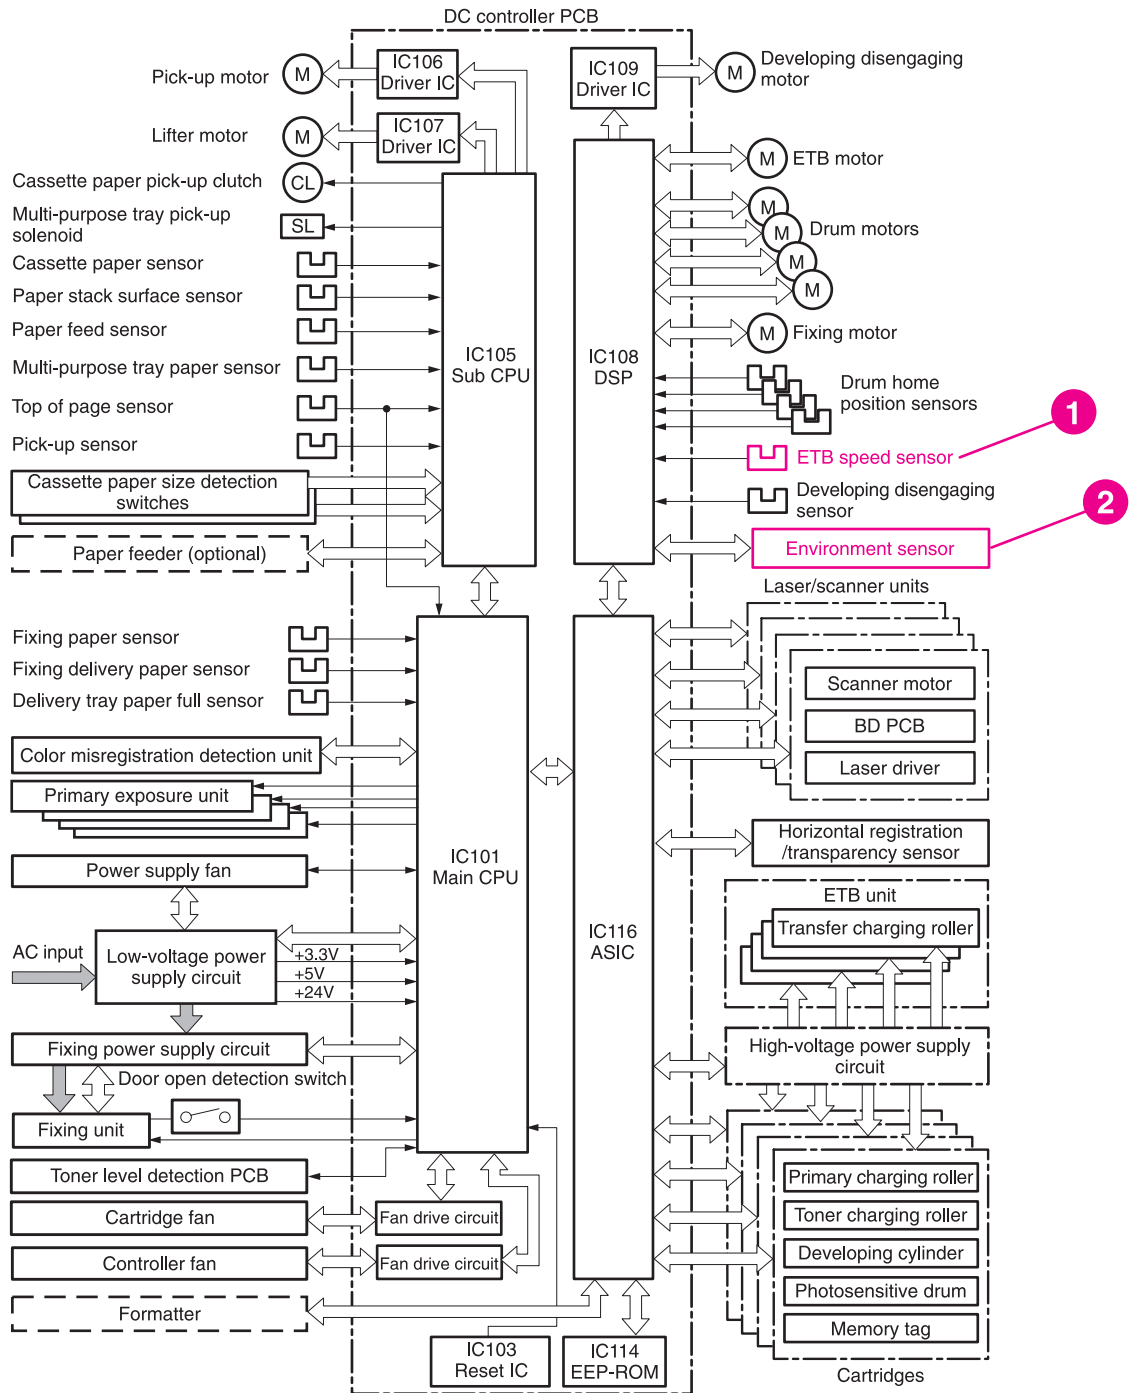 DC controller PCB
Pick-up motor
M
IC106
Driver IC
Lifter motor
M
IC107
Driver IC
Cassette paper pick-up clutch
CL
Multi-purpose tray pick-up
solenoid
SL
Cassette paper sensor
Paper stack surface sensor
Paper feed sensor
Multi-purpose tray paper sensor
Top of page sensor
Pick-up sensor
Cassette paper size detection
switches
Paper feeder (optional)
IC105
Sub CPU
IC109
Driver IC
M
Developing disengaging
motor
M
ETB motor
M
M
M
M
Drum motors
M
Fixing motor
IC108
DSP
Drum home
position sensors
1
ETB speed sensor
Developing disengaging
sensor
2
Environment sensor
Fixing paper sensor
Fixing delivery paper sensor
Delivery tray paper full sensor
Color misregistration detection unit
Primary exposure unit
Power supply fan
AC input
Low-voltage power
supply circuit
+3.3V
+5V
+24V
Fixing power supply circuit
Door open detection switch
Fixing unit
Toner level detection PCB
Cartridge fan
Fan drive circuit
Controller fan
Fan drive circuit
Formatter
IC101
Main CPU
IC103
Reset IC
IC114
EEP-ROM
IC116
ASIC
Laser/scanner units
Scanner motor
BD PCB
Laser driver
Horizontal registration
/transparency sensor
ETB unit
Transfer charging roller
High-voltage power supply
circuit
Primary charging roller
Toner charging roller
Developing cylinder
Photosensitive drum
Memory tag
Cartridges